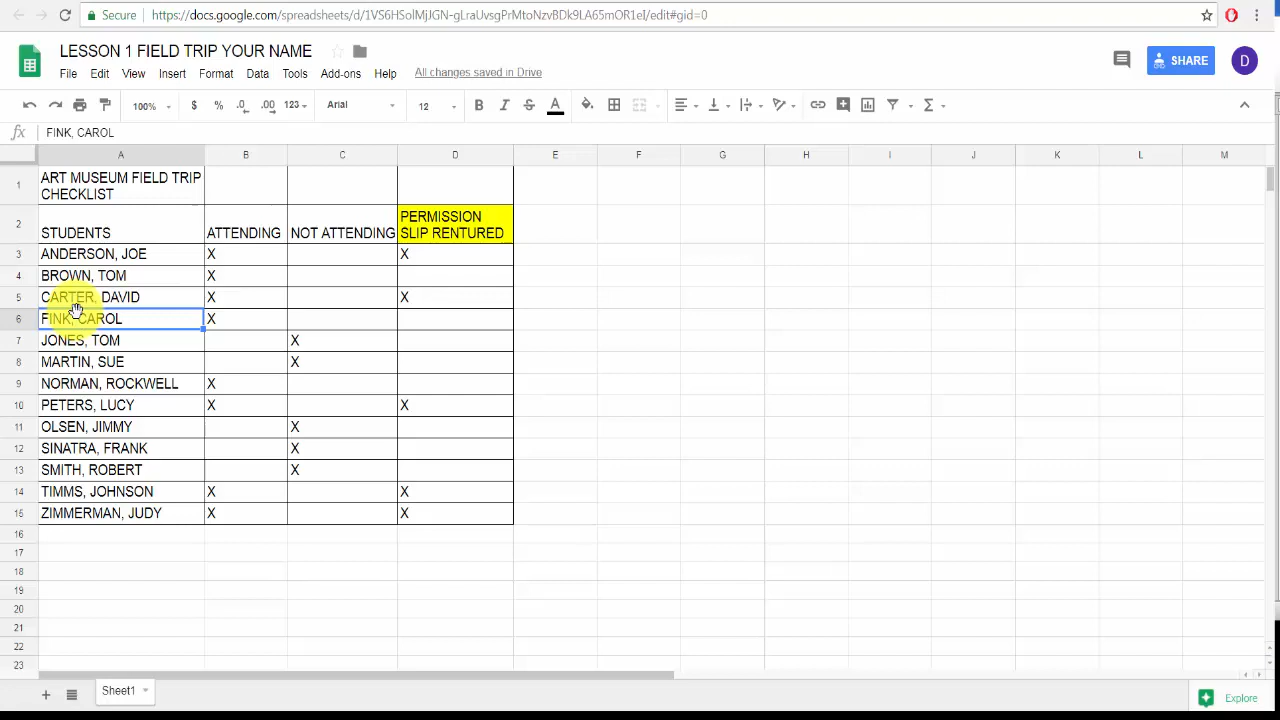 Secure https://docs.google.com/spreadsheets/d/1VS6HSolMjJGN-gLraUvsgPrMtoNzvBDk9LA65mOR1eI/edit#gid=0
LESSON 1 FIELD TRIP YOUR NAME
File Edit View Insert Format Data Tools Add-ons Help All changes saved in Drive
SHARE D
100% $ % .0 .00 123 Arial 12 B I S A Σ
fx FINK, CAROL
A B C D E F G H I J K L M
1 ART MUSEUM FIELD TRIP
CHECKLIST
PERMISSION
2 STUDENTS ATTENDING NOT ATTENDING SLIP RENTURED
3 ANDERSON, JOE X X
4 BROWN, TOM X
5 CARTER, DAVID X X
6 FINK, CAROL X
7 JONES, TOM X
8 MARTIN, SUE X
9 NORMAN, ROCKWELL X
10 PETERS, LUCY X X
11 OLSEN, JIMMY X
12 SINATRA, FRANK X
13 SMITH, ROBERT X
14 TIMMS, JOHNSON X X
15 ZIMMERMAN, JUDY X X
16
17
18
19
20
21
22
23
+ Sheet1 Explore